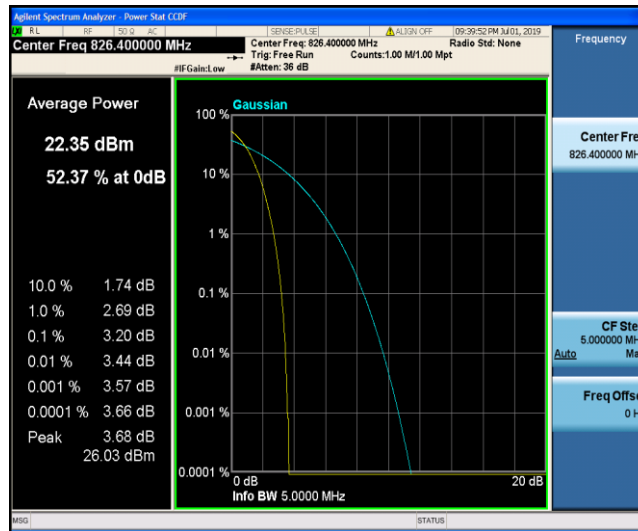 Agilent Spectrum Analyzer - Power Stat CCDF
RL RF 50 Ω AC SENSE:PULSE ALIGN OFF 09:39:52 PM Jul 01, 2019
Center Freq 826.400000 MHz
Center Freq: 826.400000 MHz Radio Std: None
Trig: Free Run Counts:1.00 M/1.00 Mpt
#IFGain:Low #Atten: 36 dB
Frequency
Average Power
22.35 dBm
52.37 % at 0dB
10.0 % 1.74 dB
1.0 % 2.69 dB
0.1 % 3.20 dB
0.01 % 3.44 dB
0.001 % 3.57 dB
0.0001 % 3.66 dB
Peak 3.68 dB
26.03 dBm
Gaussian
100 %
10 %
1 %
0.1 %
0.01 %
0.001 %
0.0001 %
0 dB 20 dB
Info BW 5.0000 MHz
Center Fre
826.400000 MH
CF Ste
5.000000 MH
Auto Ma
Freq Offs
0 H
MSG STATUS